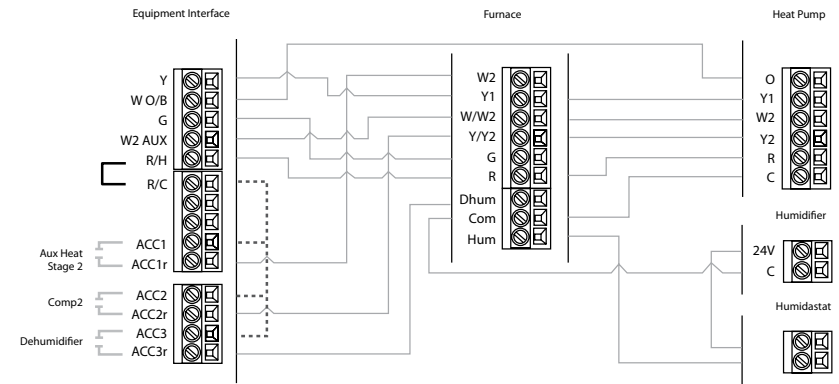 Equipment Interface
Furnace
Heat Pump
Y
W O/B
G
W2 AUX
R/H
R/C
ACC1
ACC1r
ACC2
ACC2r
ACC3
ACC3r
Aux Heat
Stage 2
Comp2
Dehumidifier
W2
Y1
W/W2
Y/Y2
G
R
Dhum
Com
Hum
O
Y1
W2
Y2
R
C
Humidifier
24V
C
Humidastat